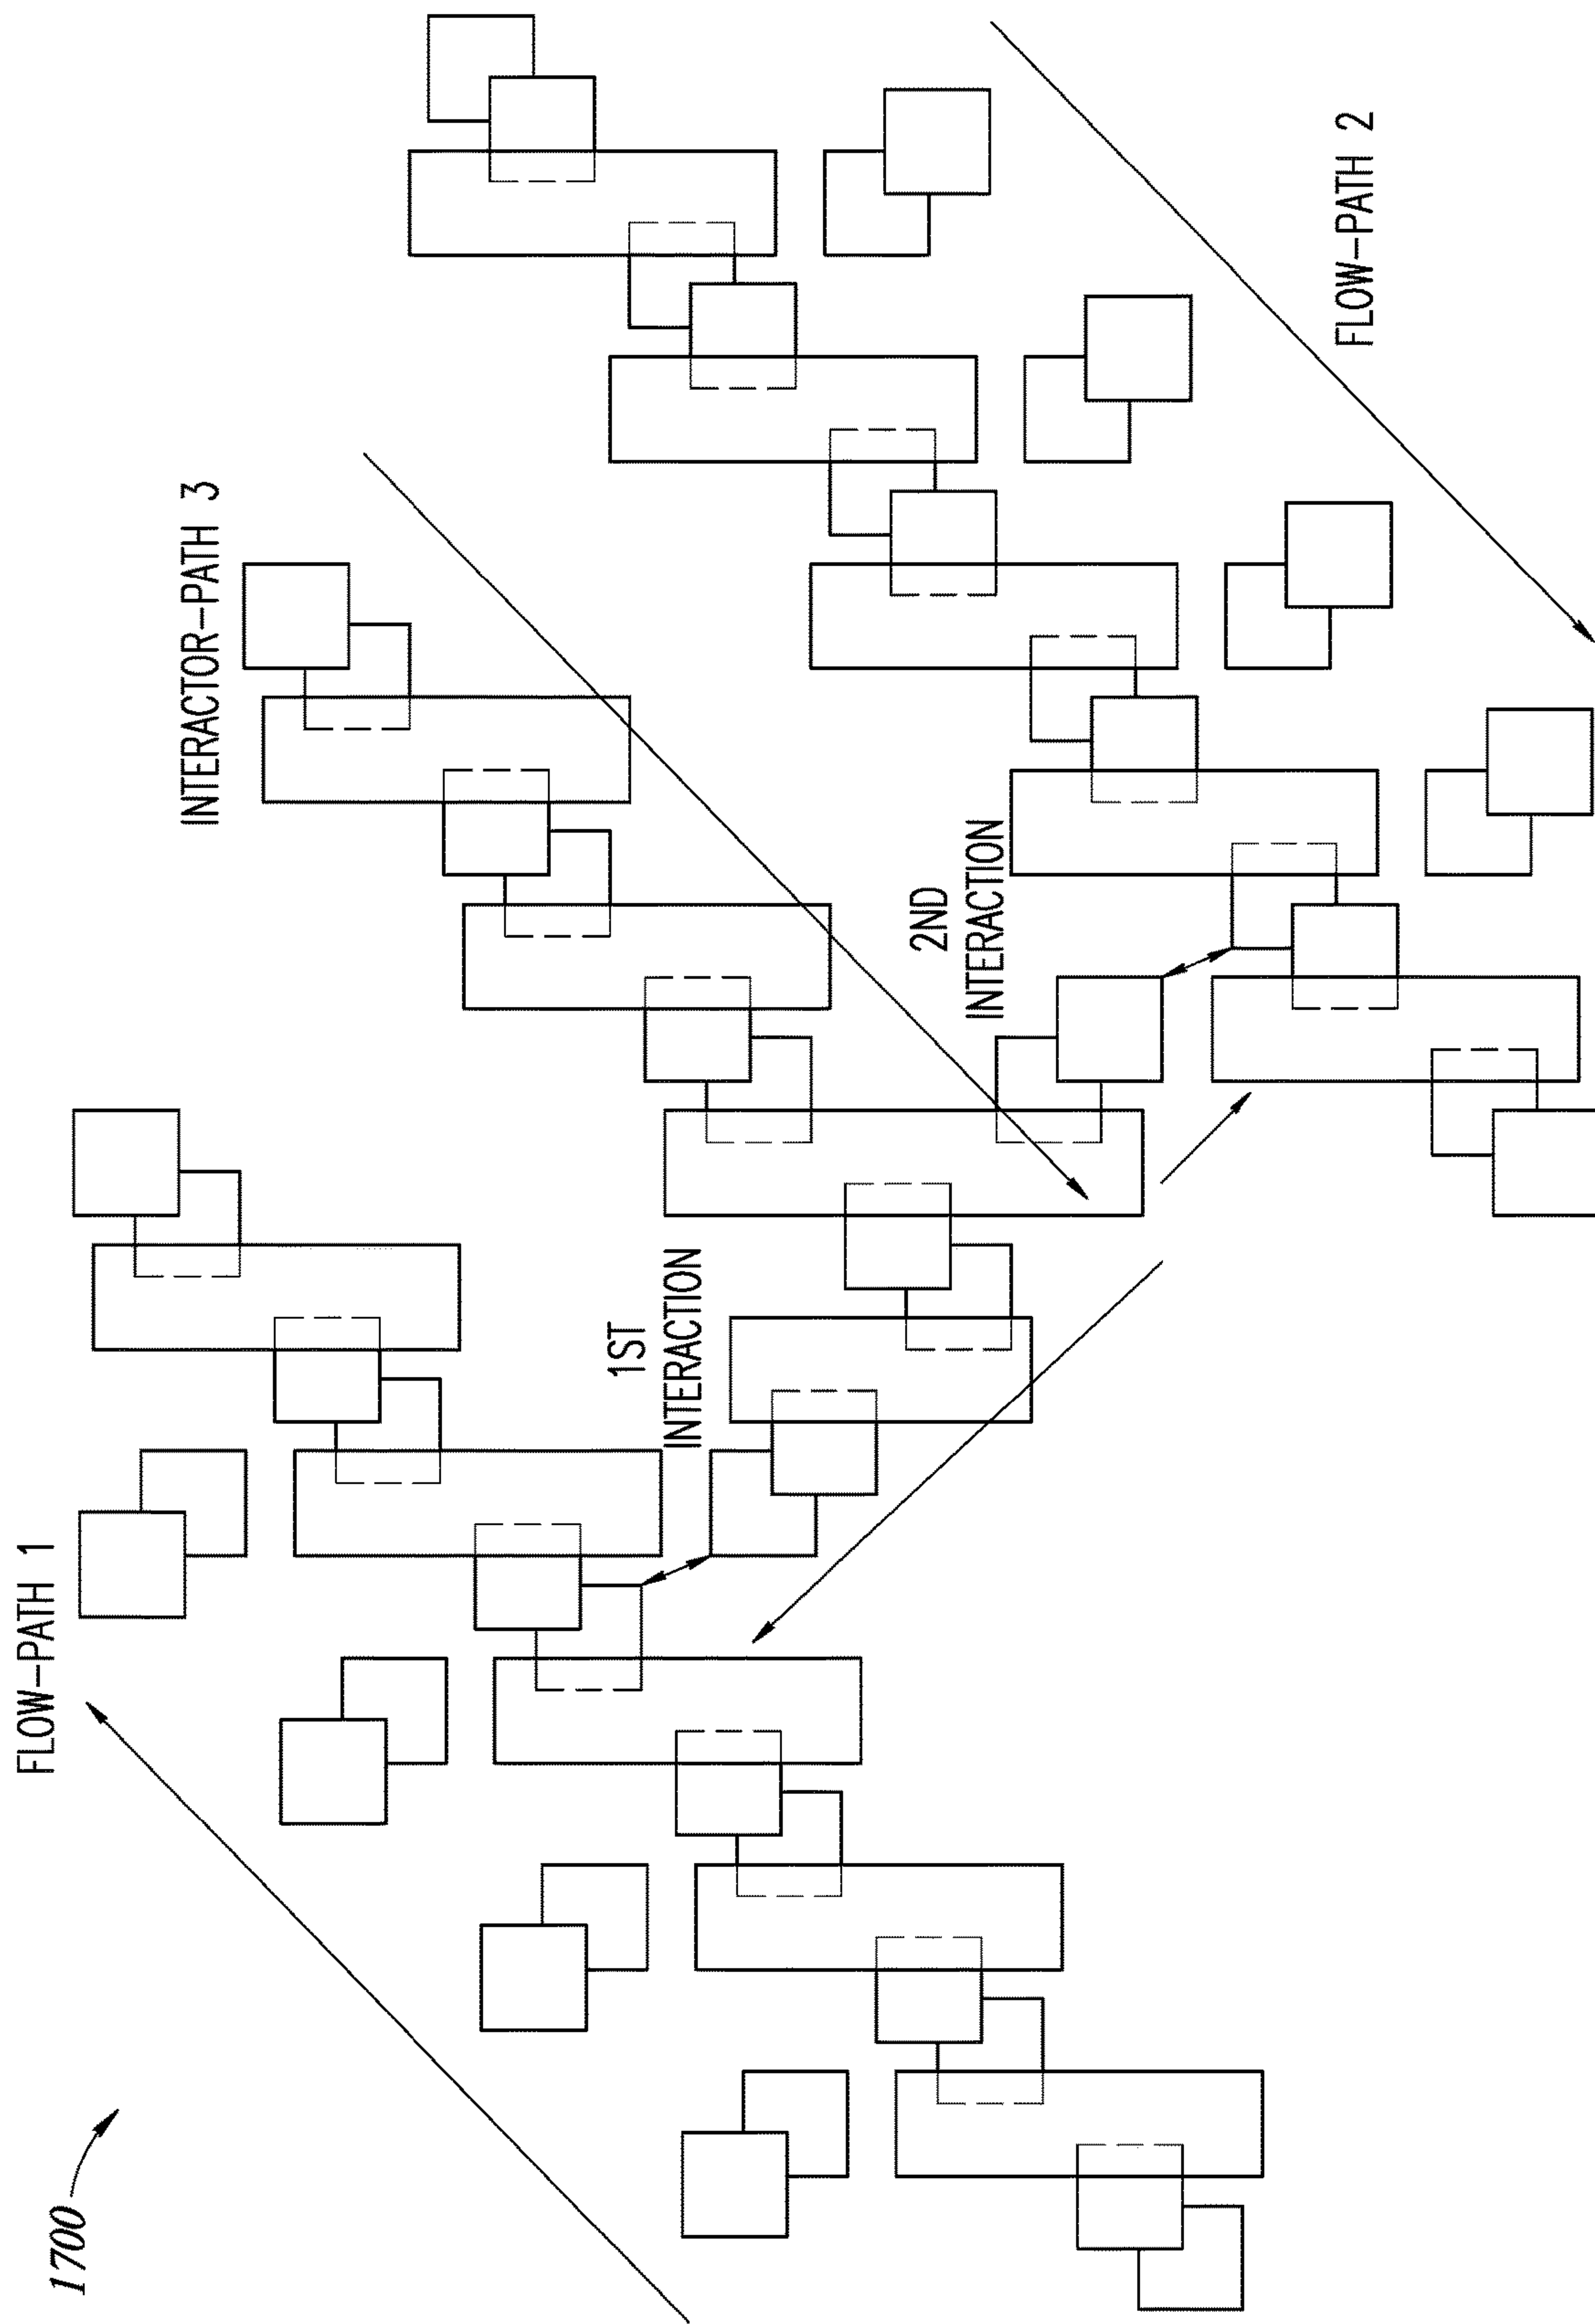 1700
FLOW-PATH 1
1ST
INTERACTION
INTERACTOR-PATH 3
2ND
INTERACTION
FLOW-PATH 2